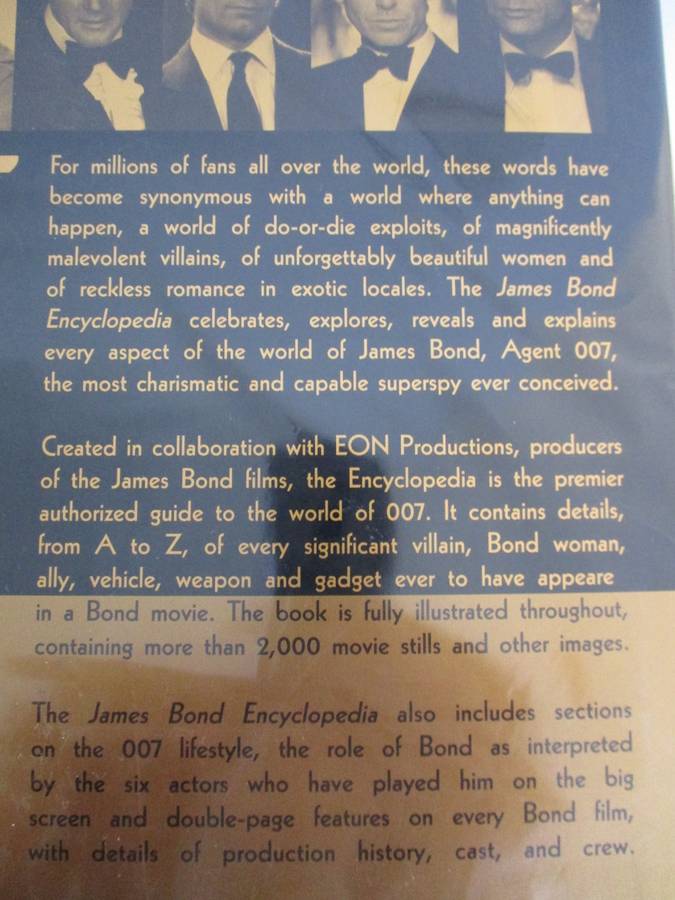 For millions of fans all over the world, these words have
become synonymous with a world where anything can
happen, a world of do-or-die exploits, of magnificently
malevolent villains, of unforgettably beautiful women and
of reckless romance in exotic locales. The James Bond
Encyclopedia celebrates, explores, reveals and explains
every aspect of the world of James Bond, Agent 007,
the most charismatic and capable superspy ever conceived.
Created in collaboration with EON Productions, producers
of the James Bond films, the Encyclopedia is the premier
authorized guide to the world of 007. It contains details,
from A to Z, of every significant villain, Bond woman,
ally, vehicle, weapon and gadget ever to have appeare
in a Bond movie. The book is fully illustrated throughout,
containing more than 2,000 movie stills and other images.
The James Bond Encyclopedia also includes sections
on the 007 lifestyle, the role of Bond as interpreted
by the six actors who have played him on the big
screen and double-page features on every Bond film,
with details of production history, cast, and crew.